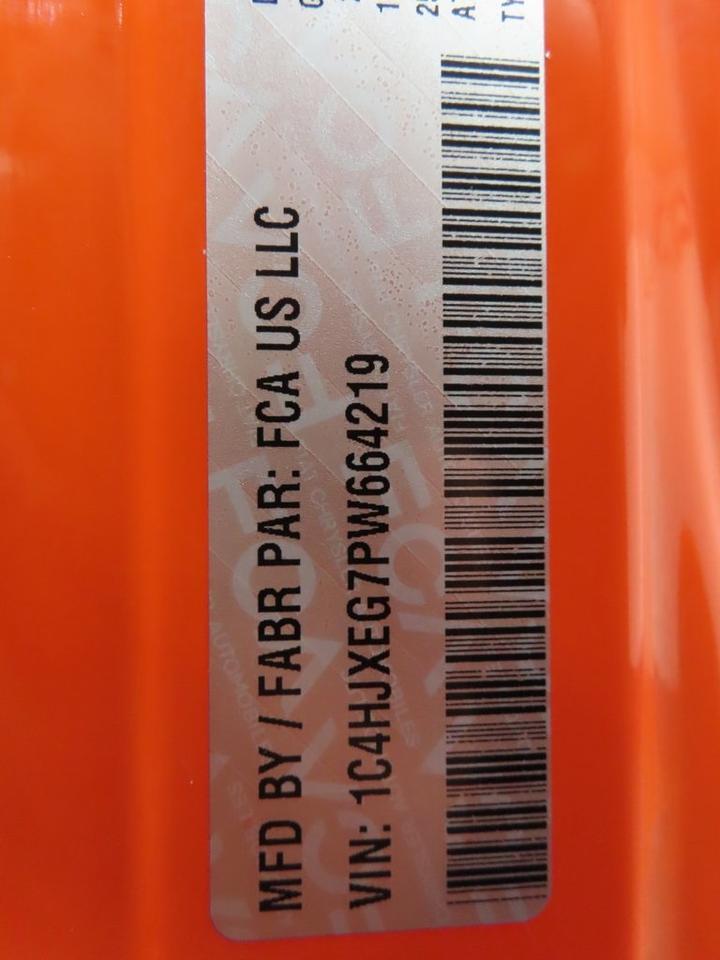 MFD BY / FABR PAR: FCA US LLC
VIN: 1C4HJXEG7PW664219